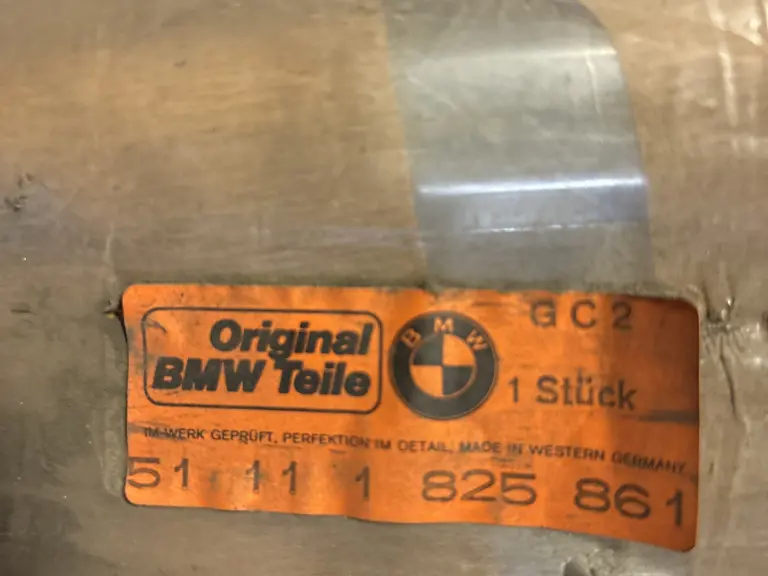 Original
BMW Teile
BMW
GC2
1 Stück
IM WERK GEPRÜFT, PERFEKTION IM DETAIL, MADE IN WESTERN GERMANY
51 11 1 825 861